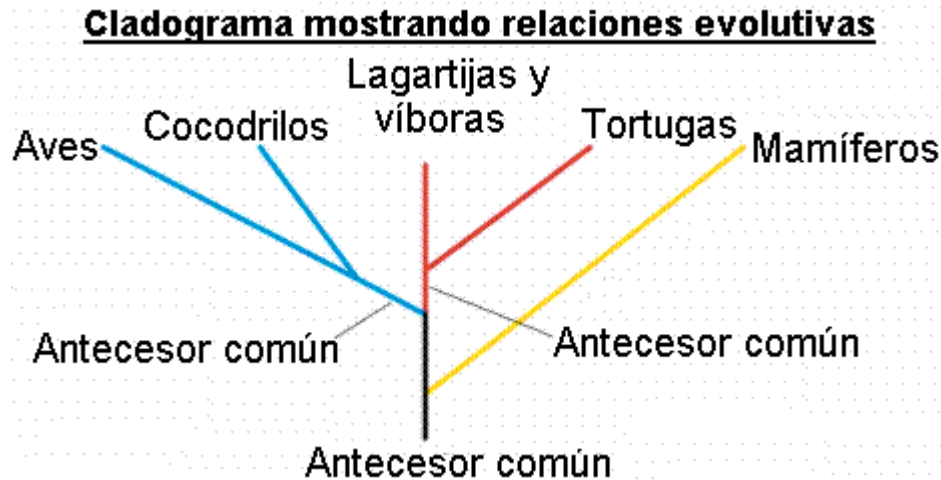 Cladograma mostrando relaciones evolutivas
Lagartijas y
víboras
Aves
Cocodrilos
Tortugas
Mamíferos
Antecesor común
Antecesor común
Antecesor común